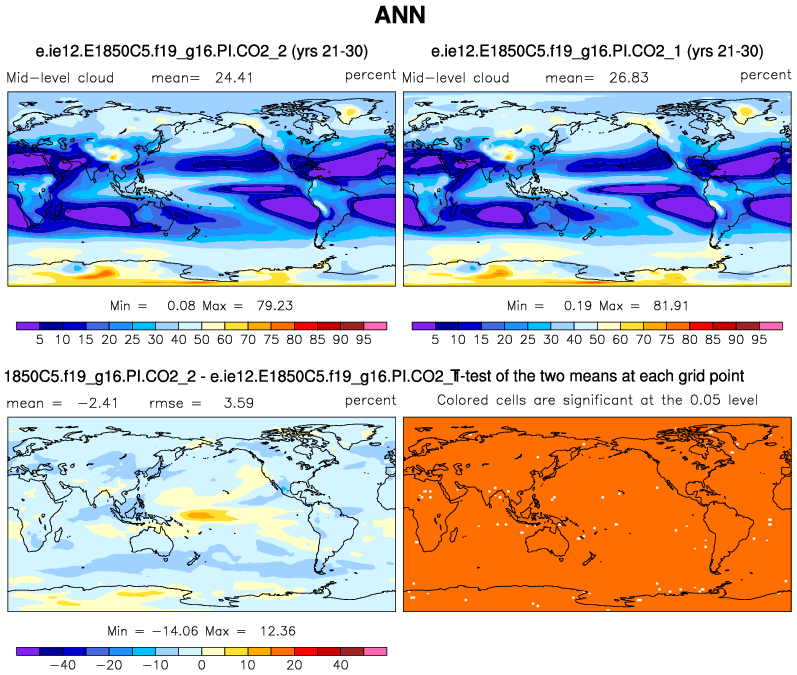 ANN
e.ie12.E1850C5.f19_g16.PI.CO2_2 (yrs 21-30)
Mid-level cloud mean= 24.41 percent
Min = 0.08 Max = 79.23
5 10 15 20 25 30 40 50 60 70 75 80 85 90 95
e.ie12.E1850C5.f19_g16.PI.CO2_1 (yrs 21-30)
Mid-level cloud mean= 26.83 percent
Min = 0.19 Max = 81.91
5 10 15 20 25 30 40 50 60 70 75 80 85 90 95
1850C5.f19_g16.PI.CO2_2 - e.ie12.E1850C5.f19_g16.PI.CO2_
mean = -2.41 rmse = 3.59 percent
Min = -14.06 Max = 12.36
-40 -20 -10 0 10 20 40
T-test of the two means at each grid point
Colored cells are significant at the 0.05 level